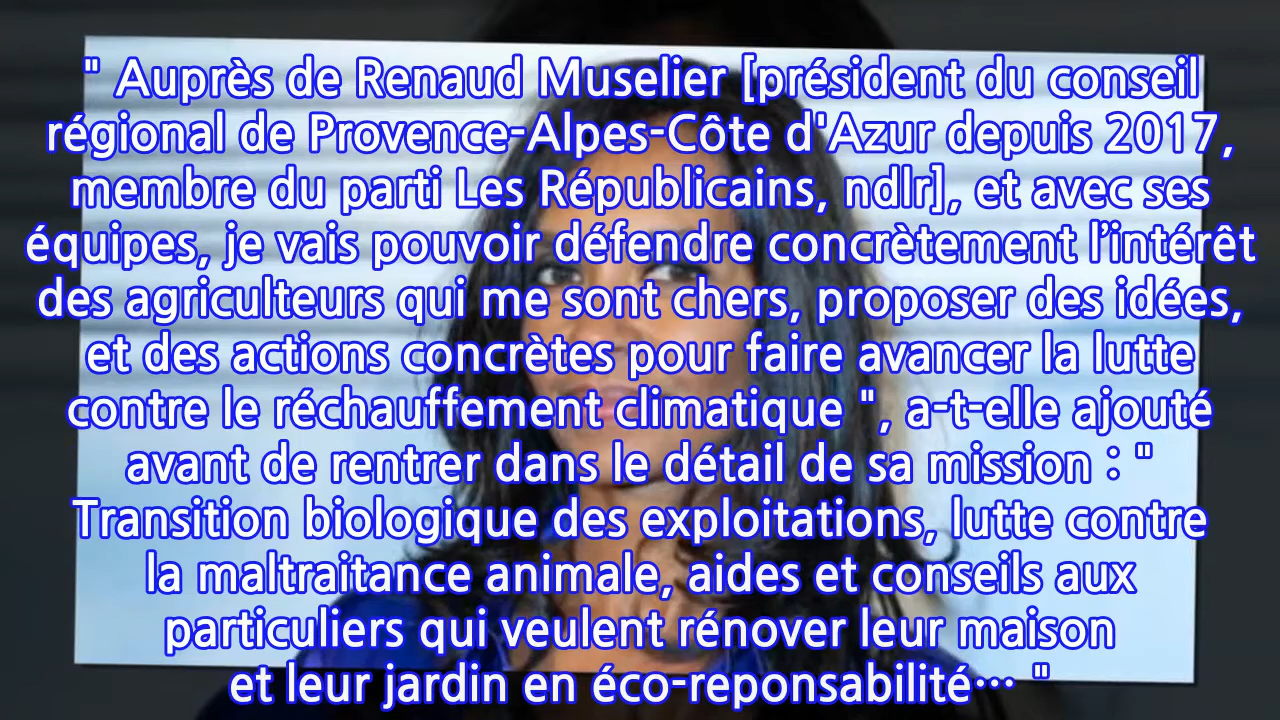 " Auprès de Renaud Muselier [président du conseil
régional de Provence-Alpes-Côte d'Azur depuis 2017,
membre du parti Les Républicains, ndlr], et avec ses
équipes, je vais pouvoir défendre concrètement l’intérêt
des agriculteurs qui me sont chers, proposer des idées,
et des actions concrètes pour faire avancer la lutte
contre le réchauffement climatique ", a-t-elle ajouté
avant de rentrer dans le détail de sa mission : "
Transition biologique des exploitations, lutte contre
la maltraitance animale, aides et conseils aux
particuliers qui veulent rénover leur maison
et leur jardin en éco-reponsabilité… "